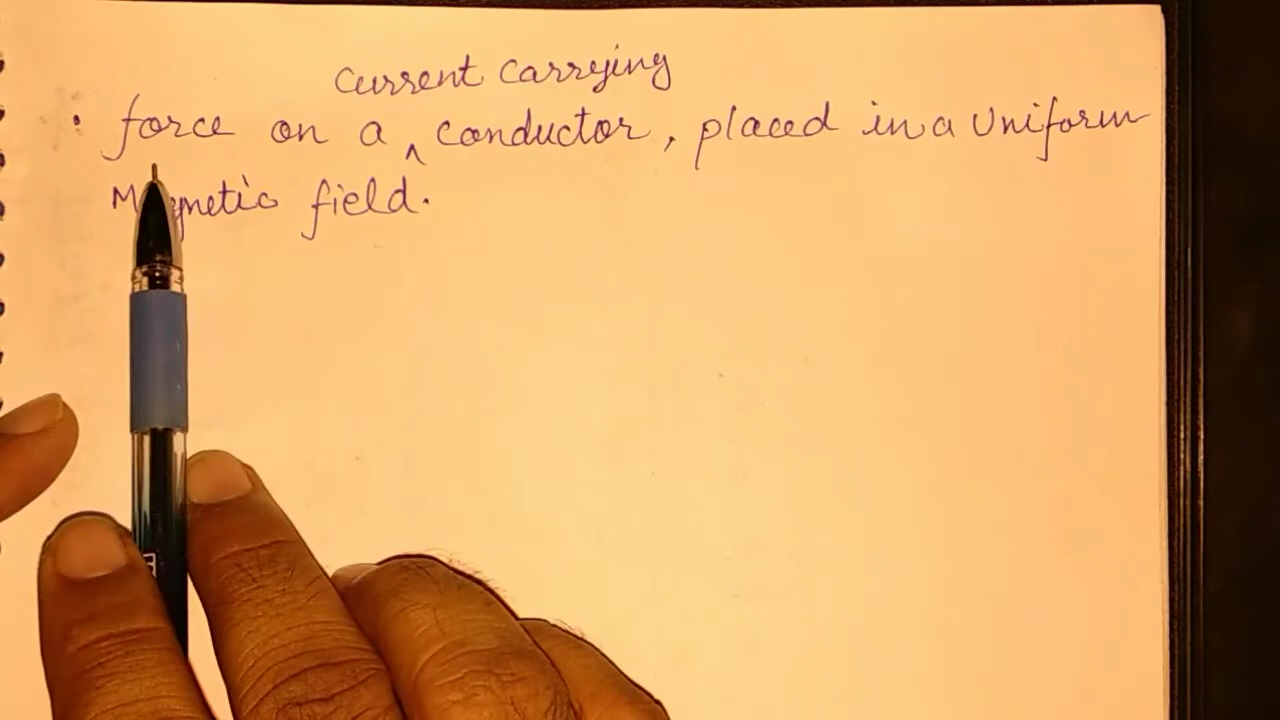 current carrying
• force on a ^ conductor, placed in a Uniform
Magnetic field.